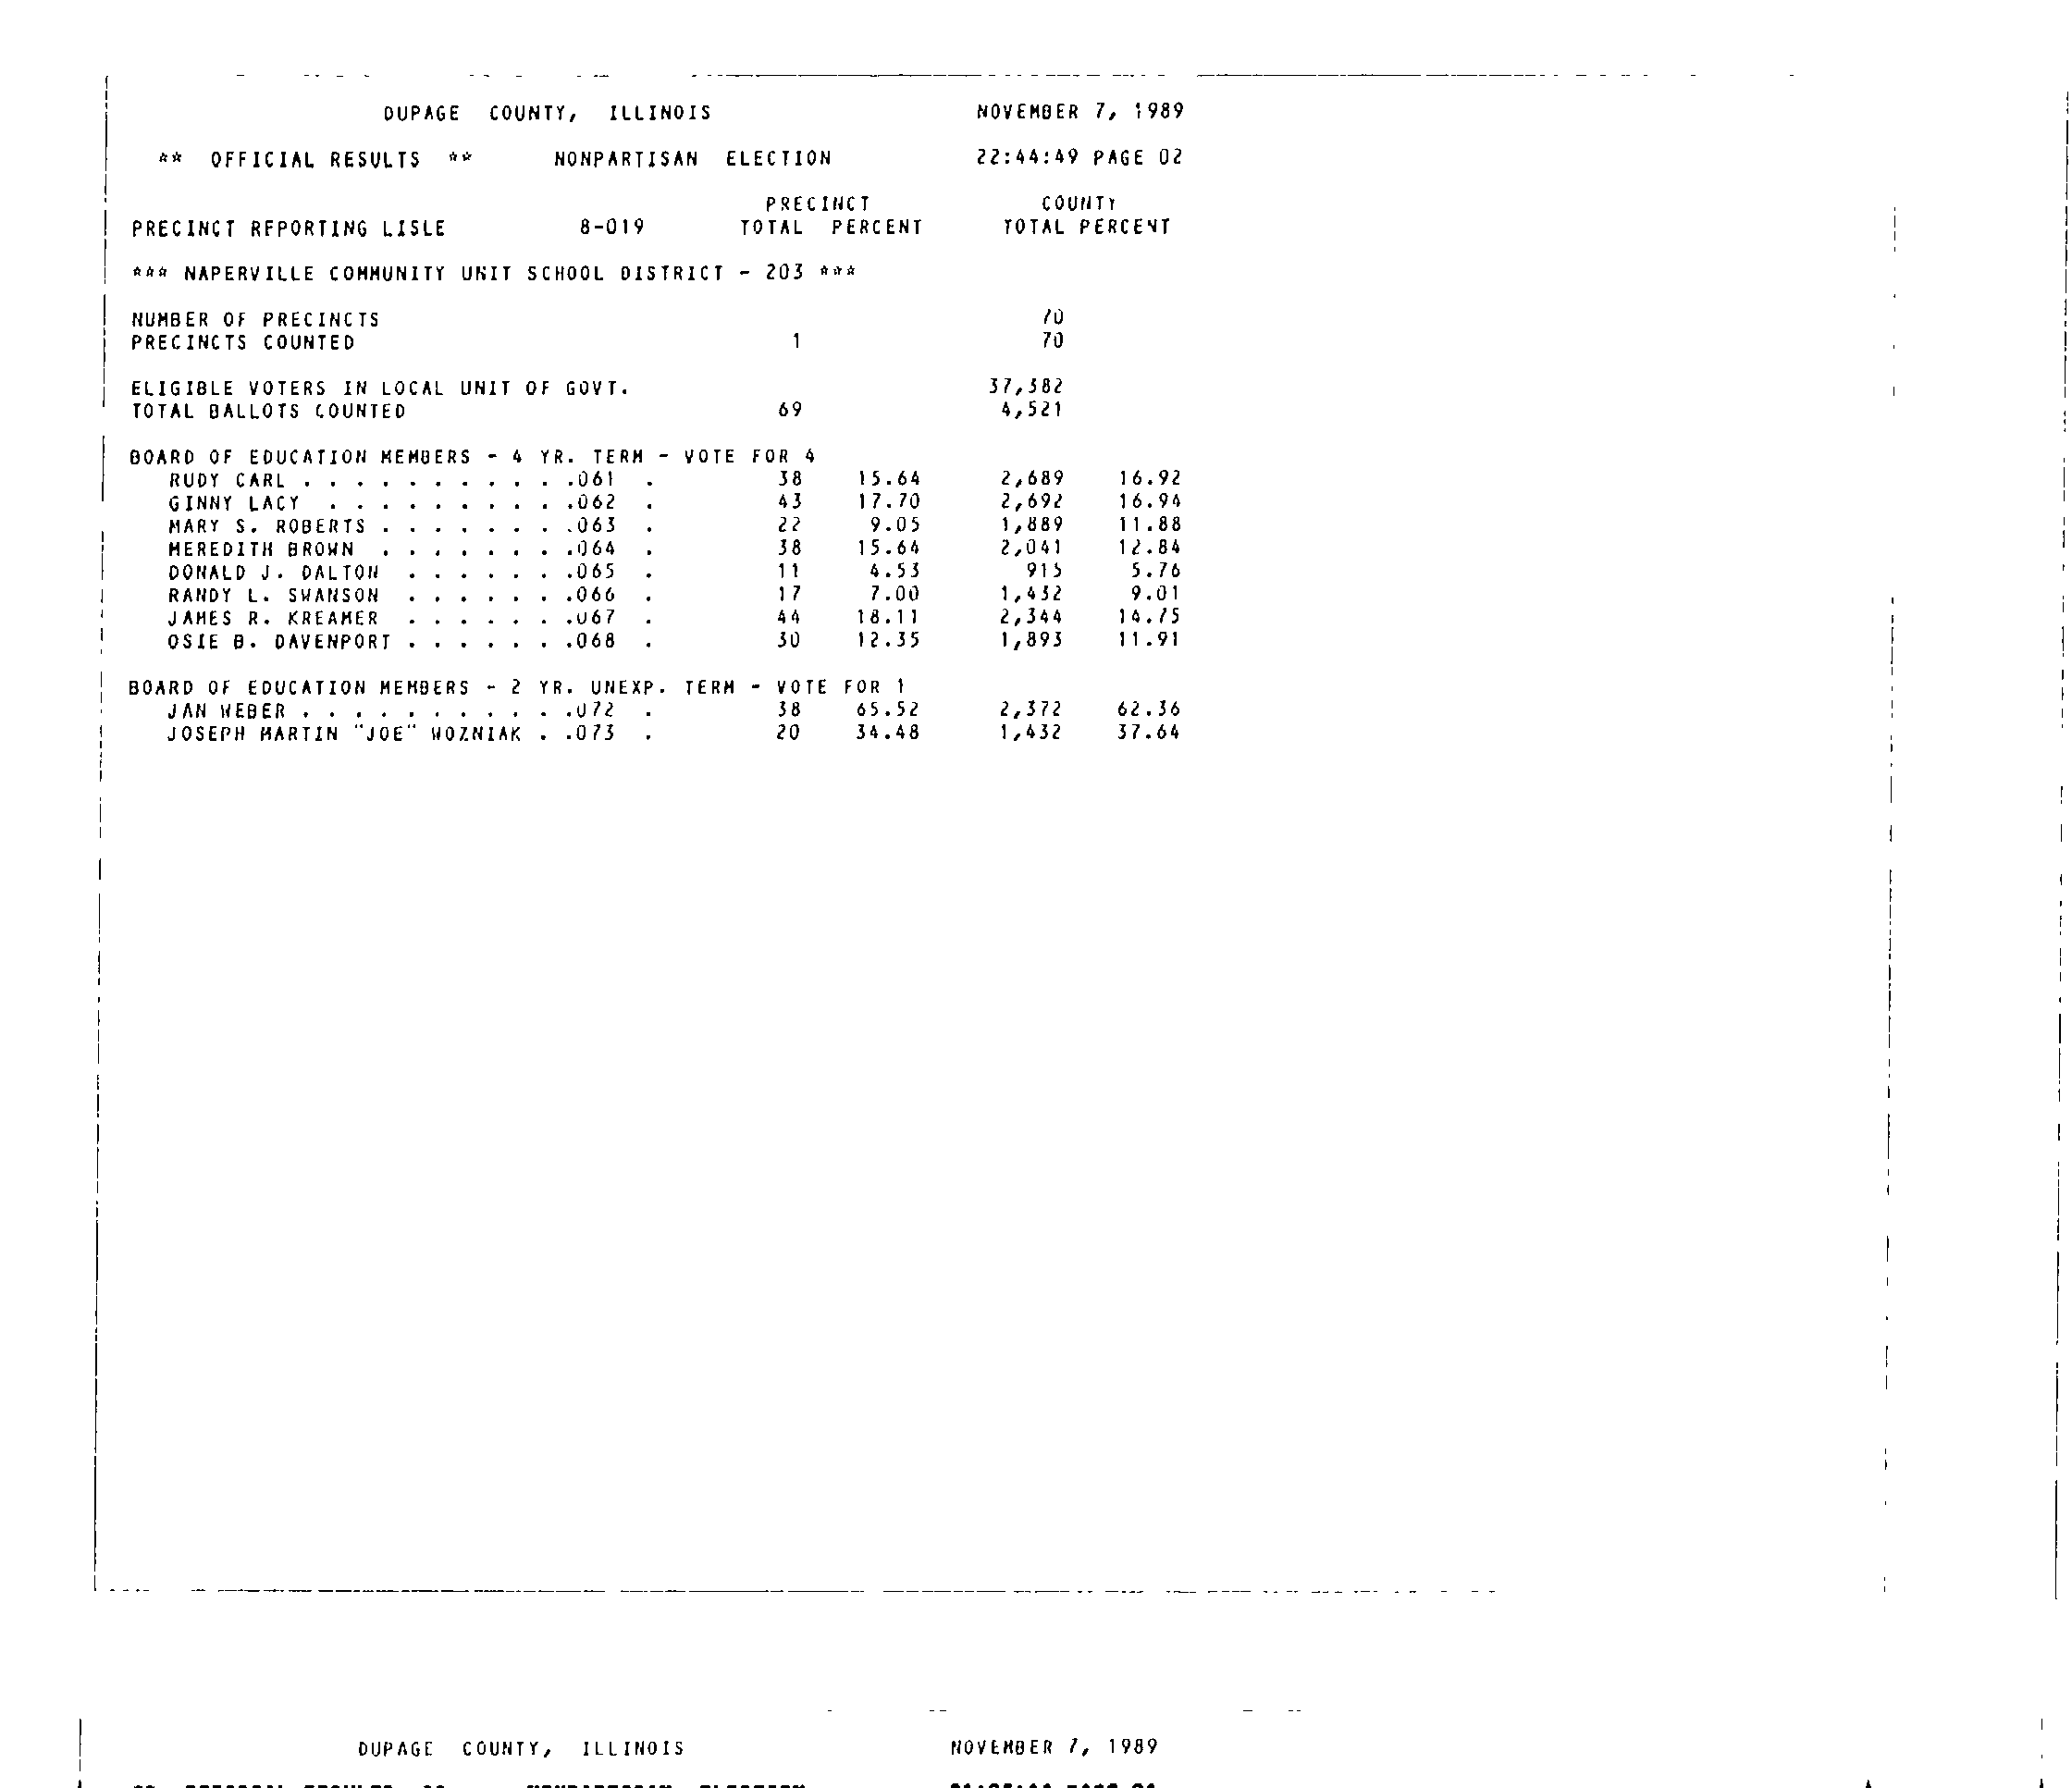 DUPAGE COUNTY, ILLINOIS NOVEMBER 7, 1989
** OFFICIAL RESULTS ** NONPARTISAN ELECTION 22:44:49 PAGE 02
PRECINCT COUNTY
PRECINCT REPORTING LISLE 8-019 TOTAL PERCENT TOTAL PERCENT
*** NAPERVILLE COMMUNITY UNIT SCHOOL DISTRICT - 203 ***
NUMBER OF PRECINCTS 70
PRECINCTS COUNTED 1 70
ELIGIBLE VOTERS IN LOCAL UNIT OF GOVT. 37,382
TOTAL BALLOTS COUNTED 69 4,521
BOARD OF EDUCATION MEMBERS - 4 YR. TERM - VOTE FOR 4
RUDY CARL . . . . . . . . . . .061 . 38 15.64 2,689 16.92
GINNY LACY . . . . . . . . . .062 . 43 17.70 2,692 16.94
MARY S. ROBERTS . . . . . . . .063 . 22 9.05 1,889 11.88
MEREDITH BROWN . . . . . . . .064 . 38 15.64 2,041 12.84
DONALD J. DALTON . . . . . . .065 . 11 4.53 915 5.76
RANDY L. SWANSON . . . . . . .066 . 17 7.00 1,432 9.01
JAMES R. KREAMER . . . . . . .067 . 44 18.11 2,344 14.75
OSIE B. DAVENPORT . . . . . . .068 . 30 12.35 1,893 11.91
BOARD OF EDUCATION MEMBERS - 2 YR. UNEXP. TERM - VOTE FOR 1
JAN WEBER . . . . . . . . . . .072 . 38 65.52 2,372 62.36
JOSEPH MARTIN "JOE" WOZNIAK . .073 . 20 34.48 1,432 37.64
DUPAGE COUNTY, ILLINOIS NOVEMBER 7, 1989